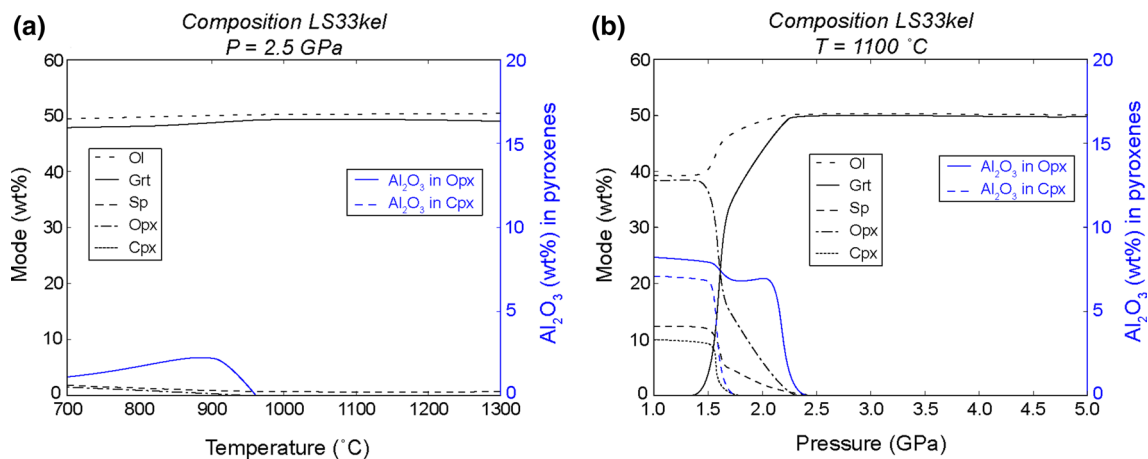 (a)
Composition LS33kel
P = 2.5 GPa
60
50
40
30
20
10
0
Mode (wt%)
Ol
Grt
Sp
Opx
Cpx
Al₂O₃ in Opx
Al₂O₃ in Cpx
20
15
10
5
0
Al₂O₃ (wt%) in pyroxenes
700 800 900 1000 1100 1200 1300
Temperature (˚C)
(b)
Composition LS33kel
T = 1100 ˚C
60
50
40
30
20
10
0
Mode (wt%)
Ol
Grt
Sp
Opx
Cpx
Al₂O₃ in Opx
Al₂O₃ in Cpx
20
15
10
5
0
Al₂O₃ (wt%) in pyroxenes
1.0 1.5 2.0 2.5 3.0 3.5 4.0 4.5 5.0
Pressure (GPa)